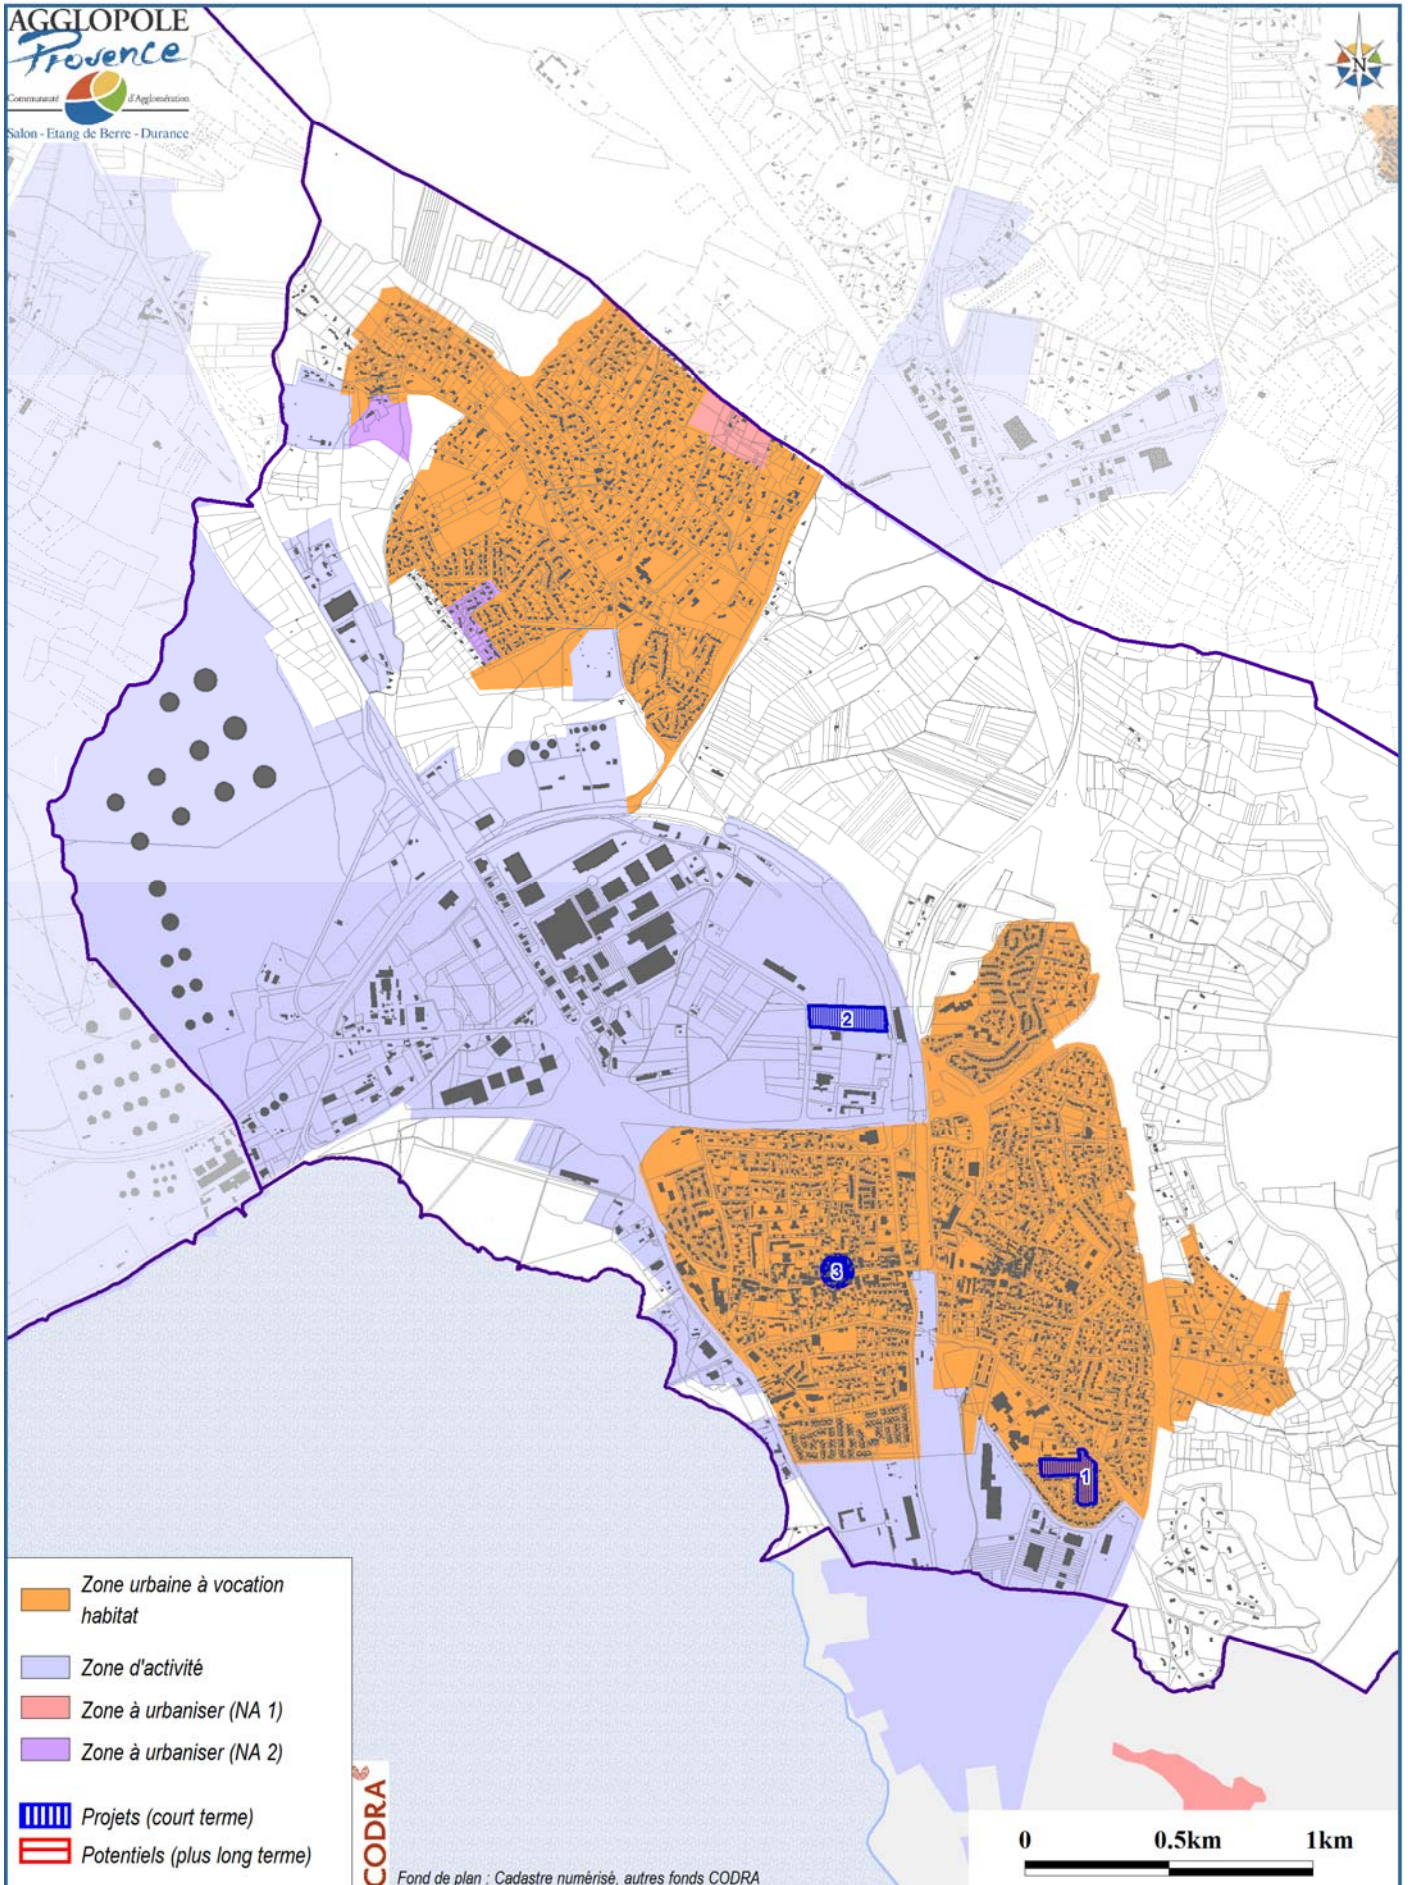 AGGLOPOLE
Provence
Communauté d'Agglomération
Salon - Etang de Berre - Durance
N
2
3
1
Zone urbaine à vocation
habitat
Zone d'activité
Zone à urbaniser (NA 1)
Zone à urbaniser (NA 2)
Projets (court terme)
Potentiels (plus long terme)
CODRA
Fond de plan : Cadastre numérisé, autres fonds CODRA
0 0.5km 1km